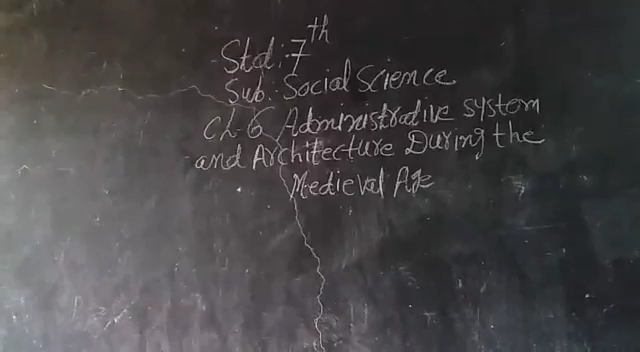 Std: 7th
Sub: Social Science
Ch-6 Administrative system
and Architecture During the
Medieval Age